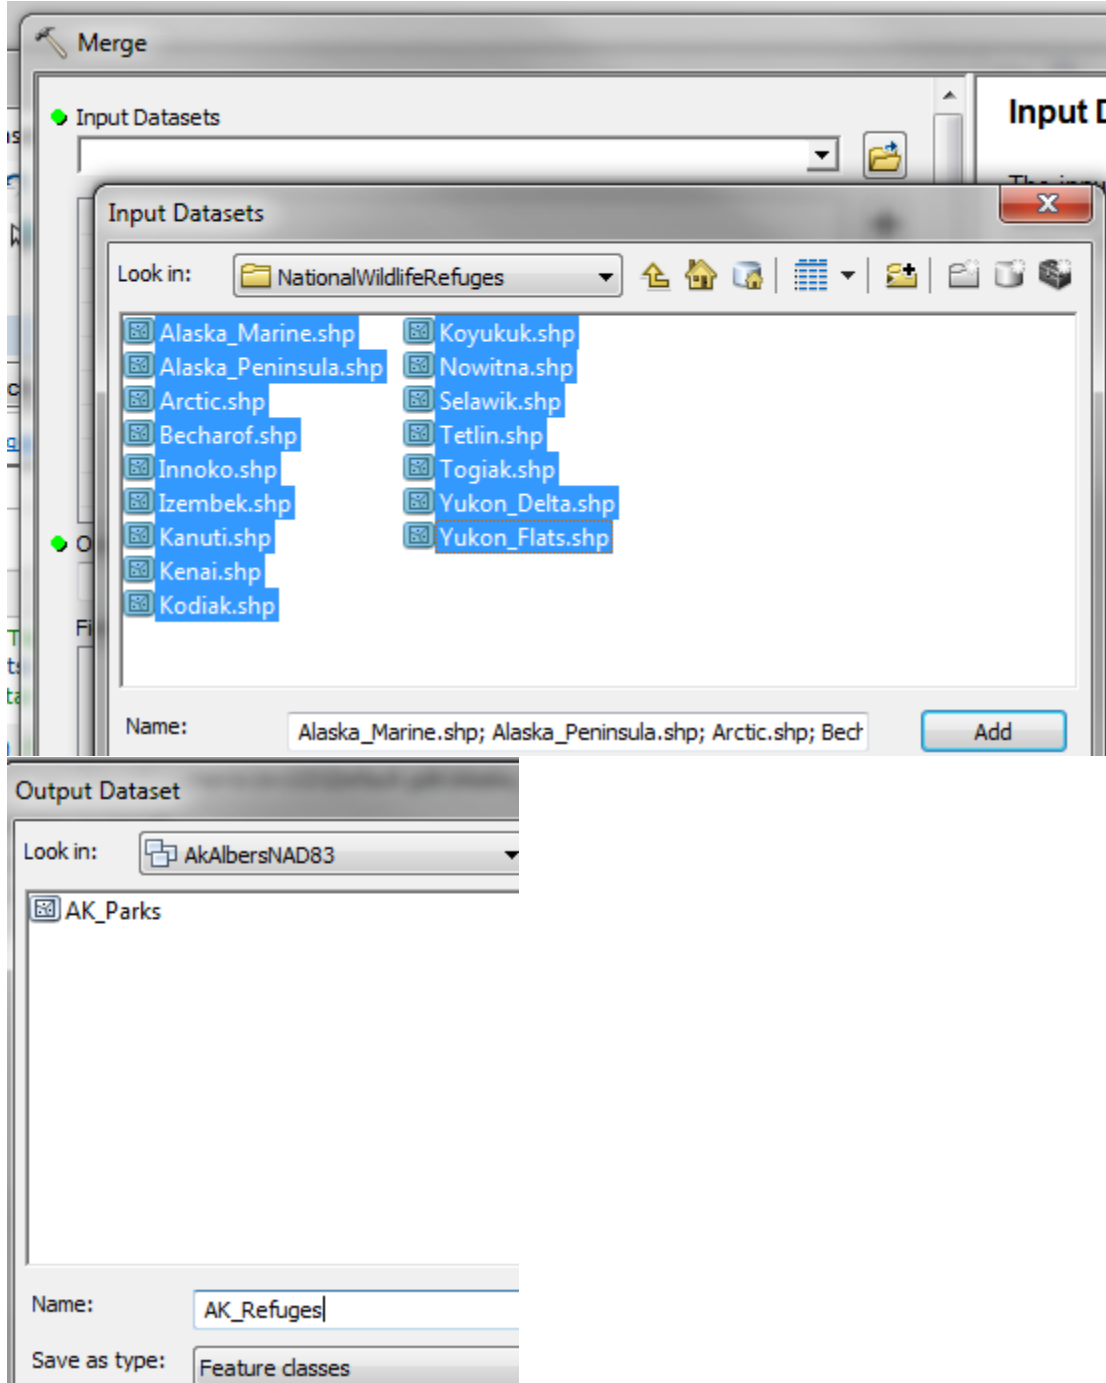 Merge
Input Datasets
Input
Input Datasets
Look in: NationalWildlifeRefuges
Alaska_Marine.shp Koyukuk.shp
Alaska_Peninsula.shp Nowitna.shp
Arctic.shp Selawik.shp
Becharof.shp Tetlin.shp
Innoko.shp Togiak.shp
Izembek.shp Yukon_Delta.shp
Kanuti.shp Yukon_Flats.shp
Kenai.shp
Kodiak.shp
Name: Alaska_Marine.shp; Alaska_Peninsula.shp; Arctic.shp; Bech
Add
Output Dataset
Look in: AkAlbersNAD83
AK_Parks
Name: AK_Refuges
Save as type: Feature classes